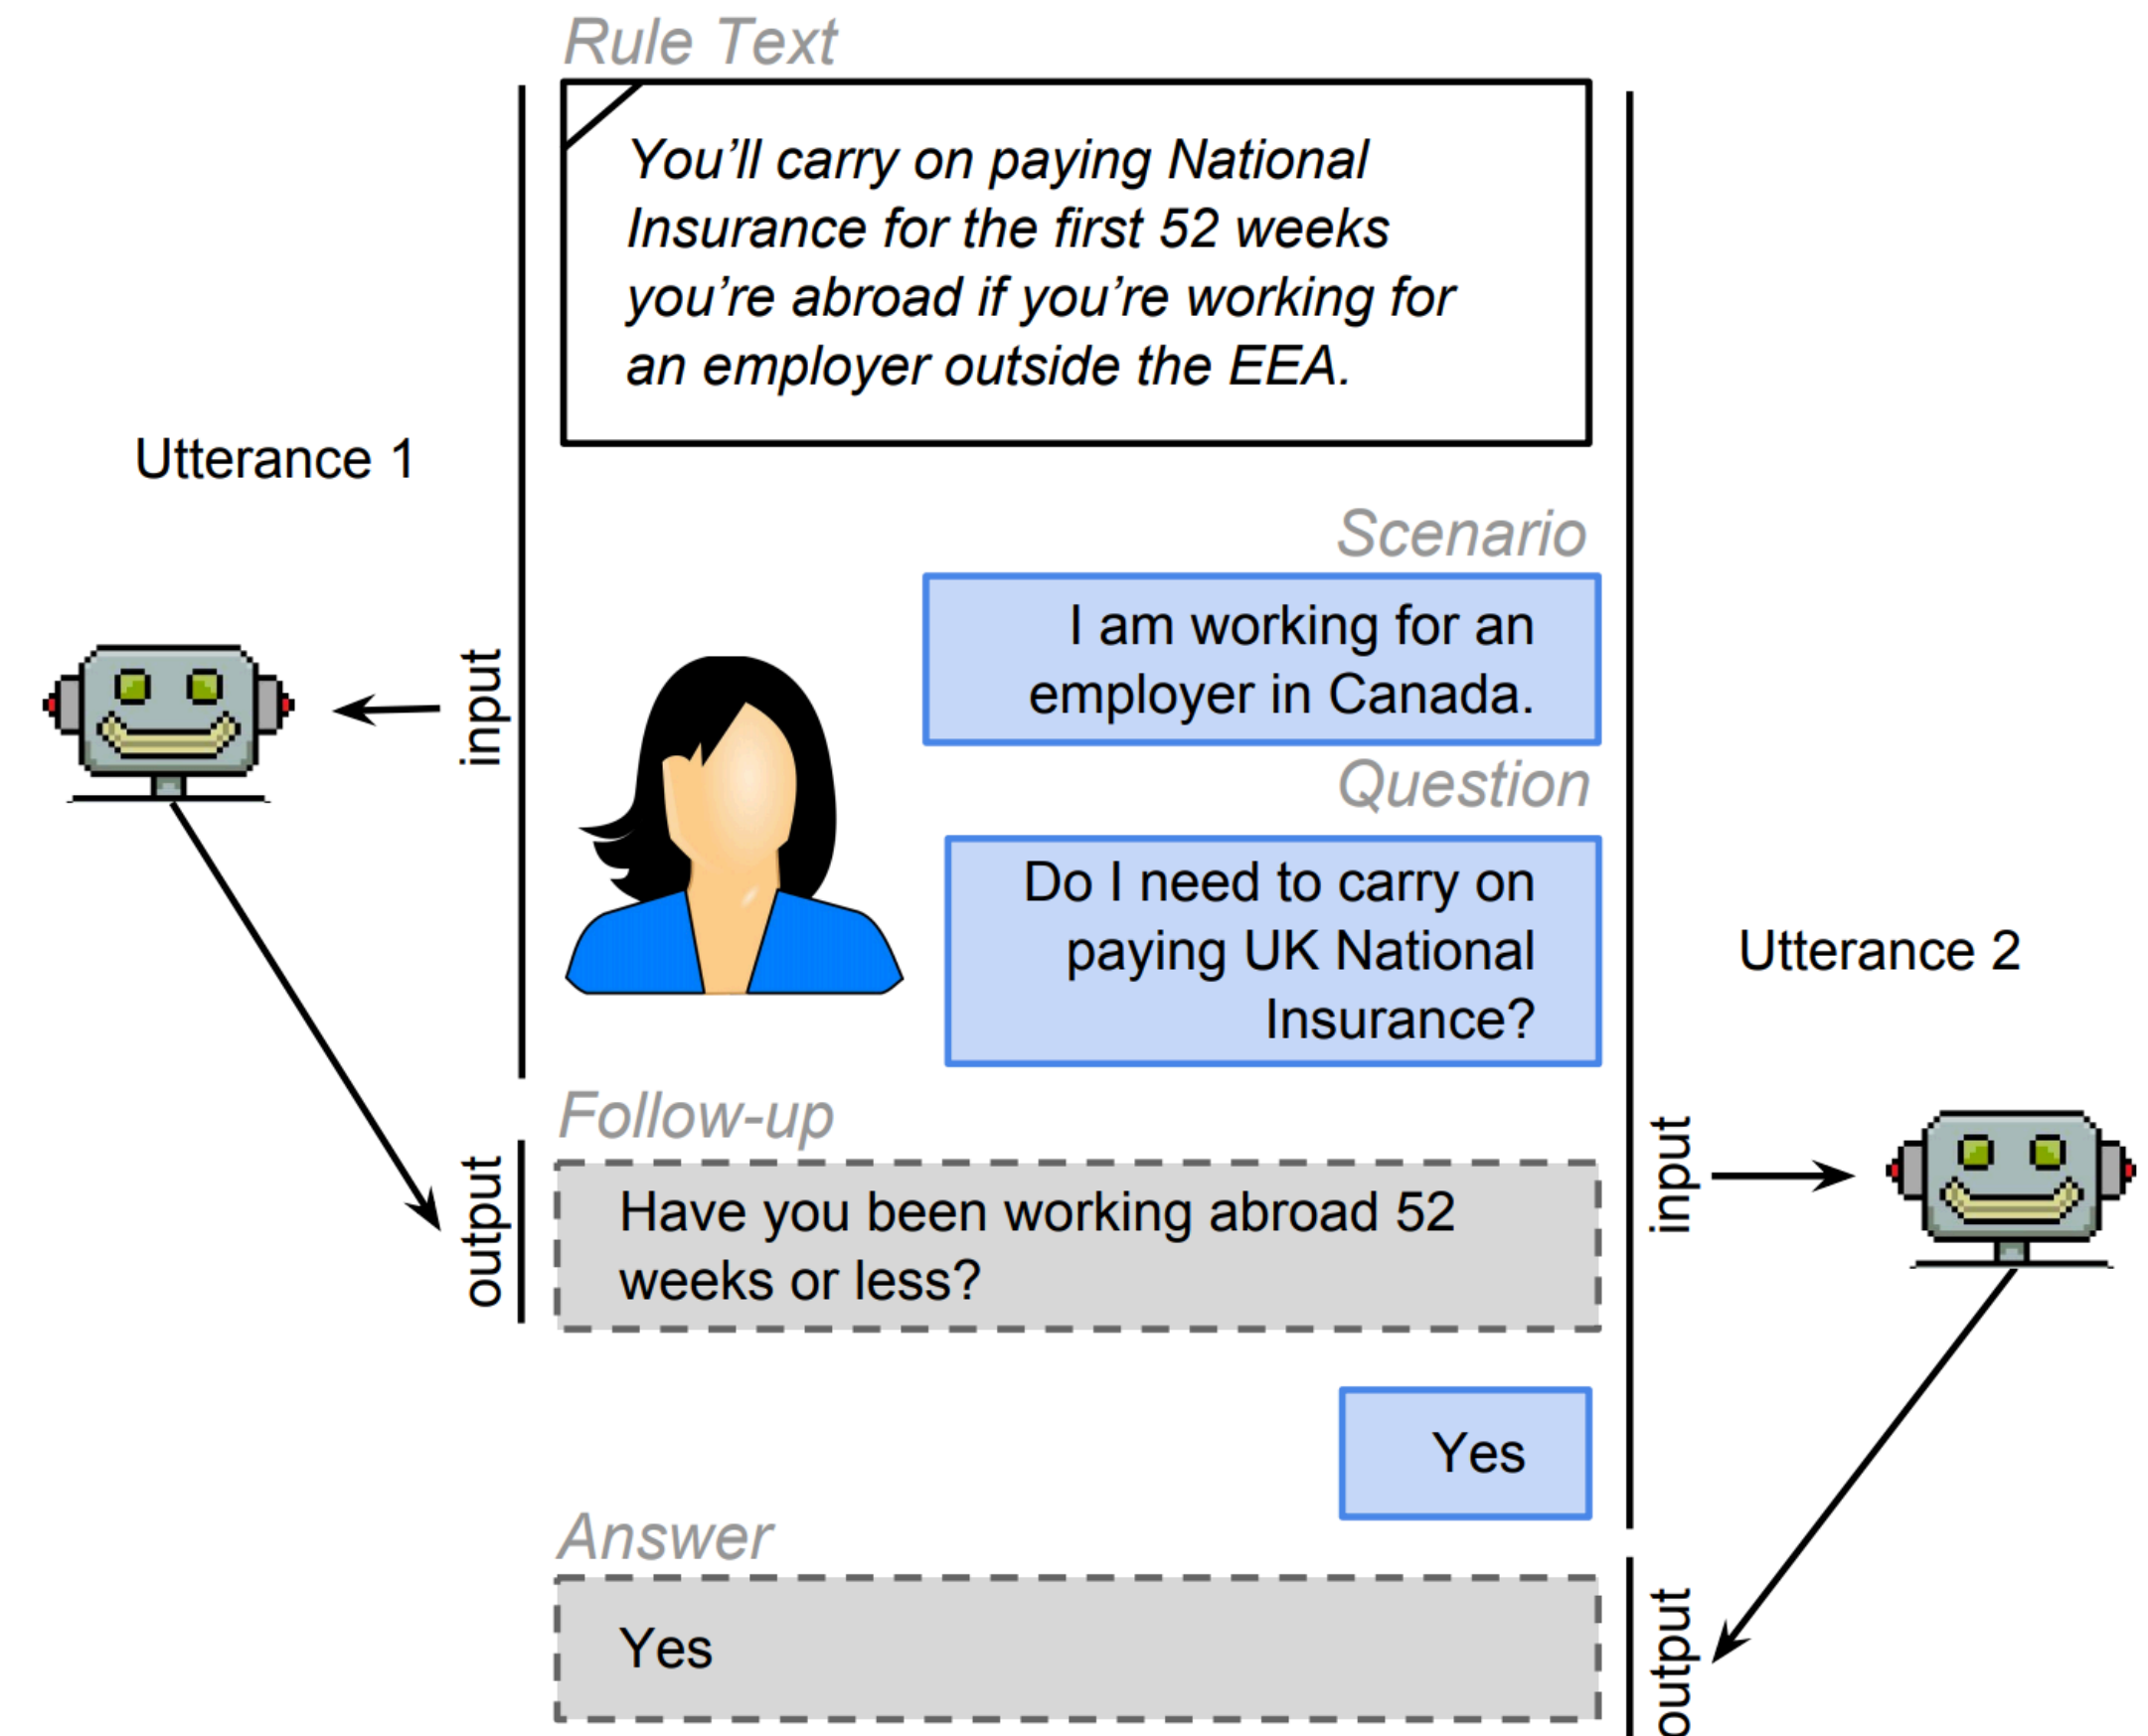 Rule Text
You’ll carry on paying National
Insurance for the first 52 weeks
you’re abroad if you’re working for
an employer outside the EEA.
Utterance 1
Scenario
I am working for an
employer in Canada.
input
Question
Do I need to carry on
paying UK National
Insurance?
Utterance 2
Follow-up
Have you been working abroad 52
weeks or less?
output
input
Yes
Answer
Yes
output